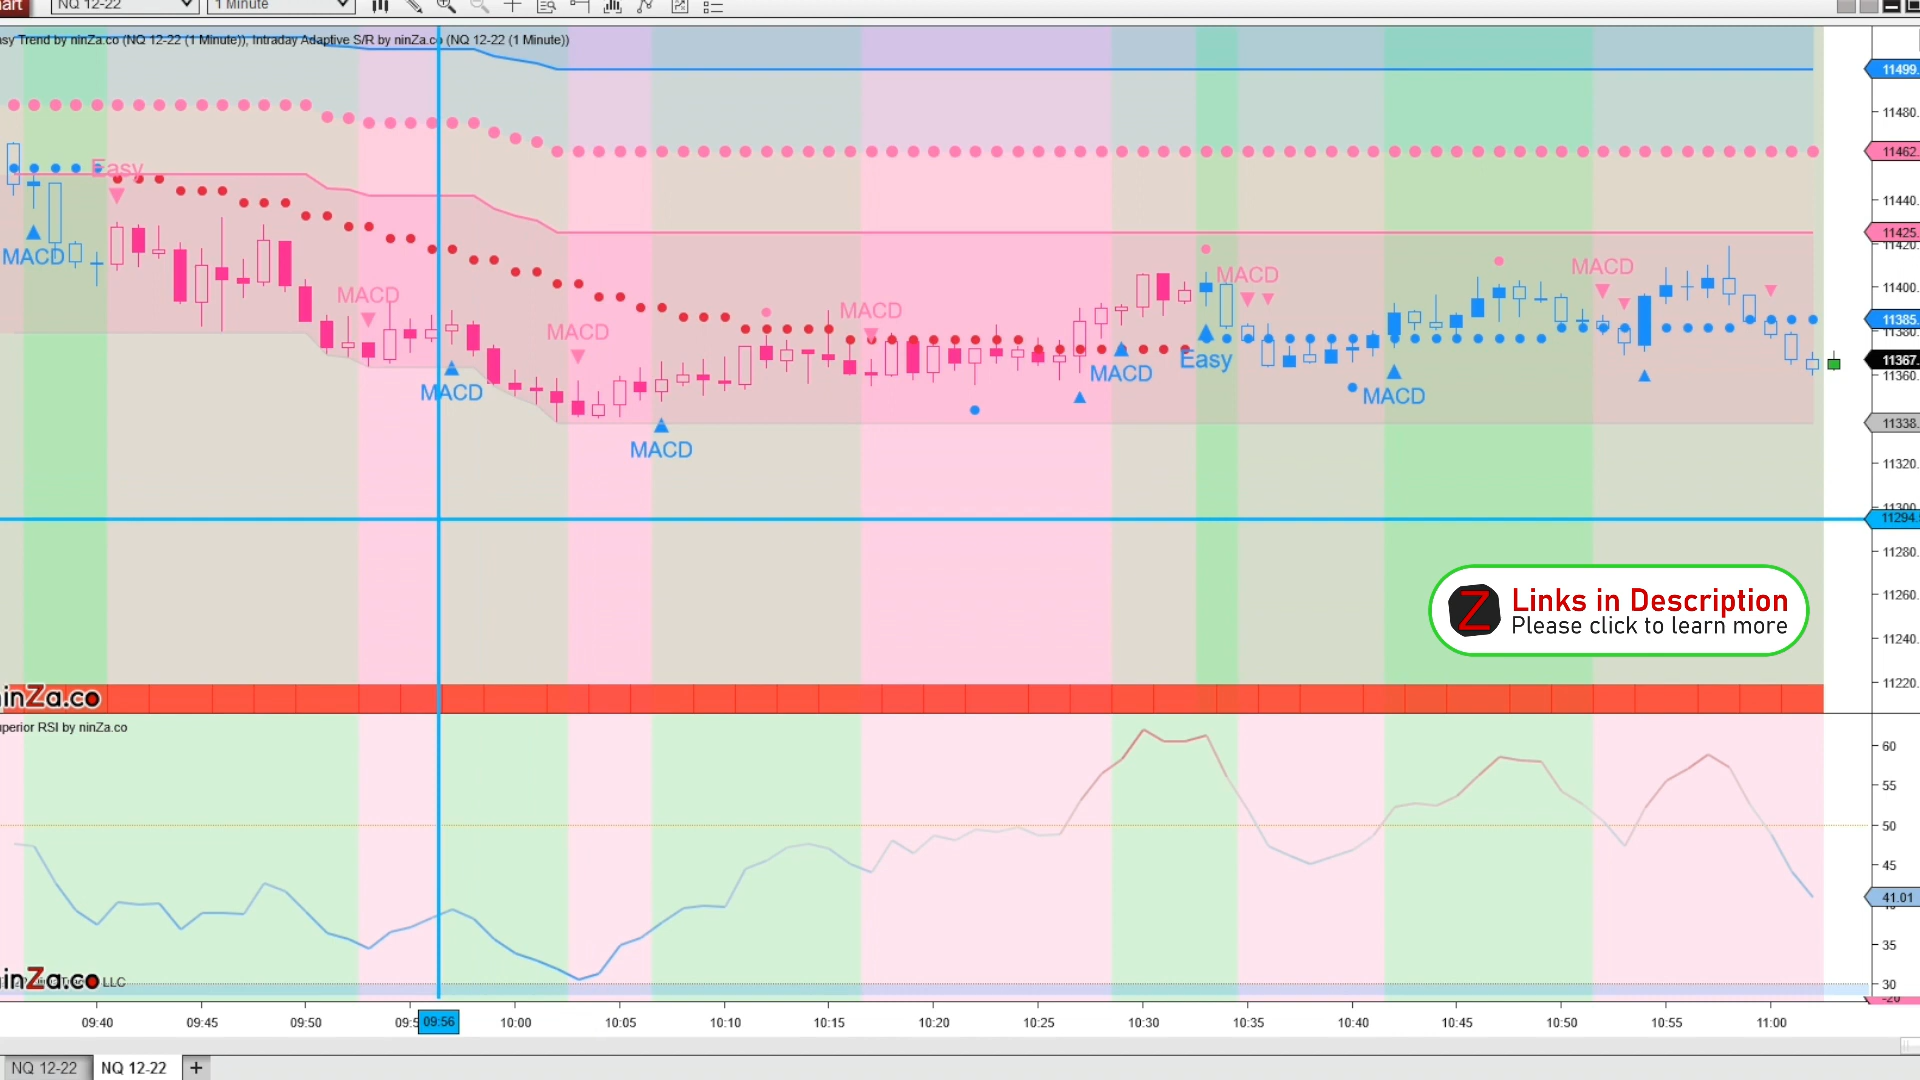 art
NQ 12-22
1 Minute
sy Trend by ninZa.co (NQ 12-22 (1 Minute)), Intraday Adaptive S/R by ninZa.co (NQ 12-22 (1 Minute))
11499.
11480.
11462.
Easy
11440.
11425.
11420.
MACD
MACD
MACD
MACD
MACD
MACD
11400.
11385.
11380.
MACD
Easy
11367.
11360.
MACD
MACD
MACD
11338.
11320.
11300.
11294.
11280.
11260.
11240.
11220.
Links in Description
Please click to learn more
inZa.co
uperior RSI by ninZa.co
60
55
50
45
41.01
35
30
-20
inZa.co
LLC
09:40
09:45
09:50
09:5
09:56
10:00
10:05
10:10
10:15
10:20
10:25
10:30
10:35
10:40
10:45
10:50
10:55
11:00
NQ 12-22
NQ 12-22
+